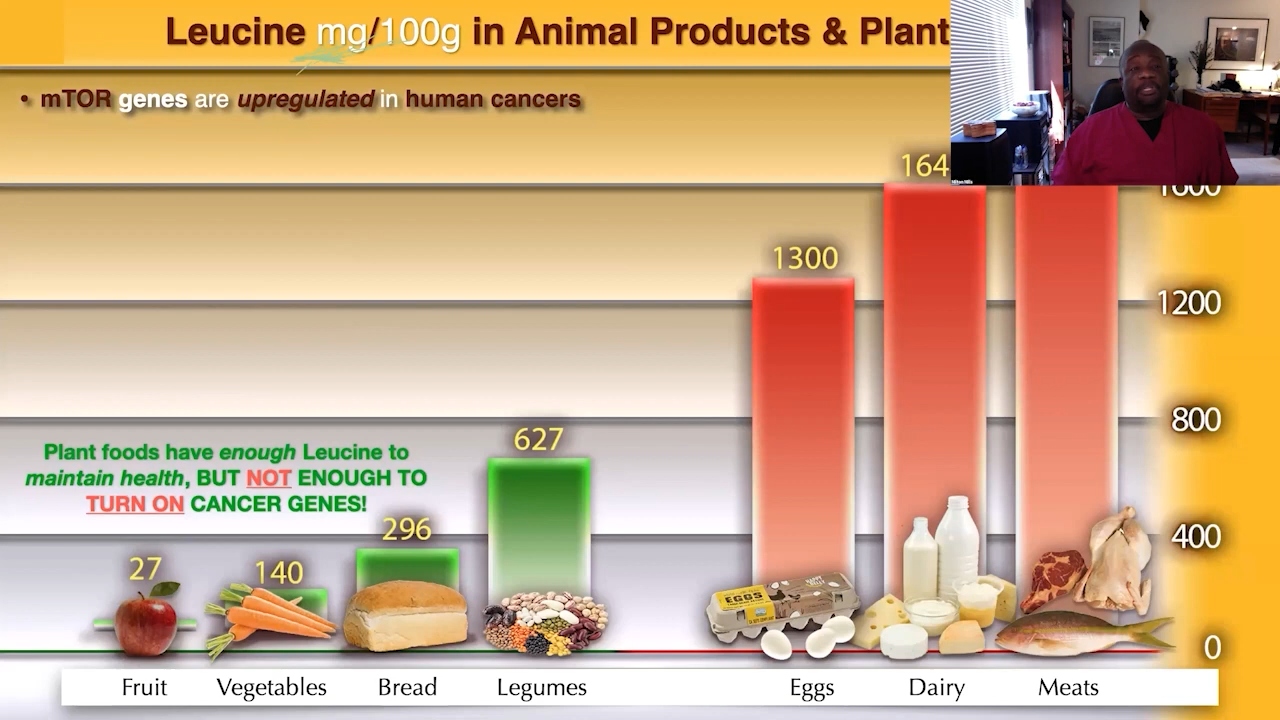 Leucine mg/100g in Animal Products & Plant
• mTOR genes are upregulated in human cancers
164
1600
1300
1200
800
627
Plant foods have enough Leucine to
maintain health, BUT NOT ENOUGH TO
TURN ON CANCER GENES!
400
296
27
140
EGGS
0
Fruit Vegetables Bread Legumes Eggs Dairy Meats